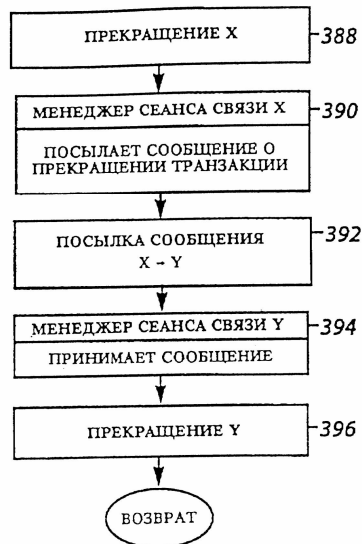 ПРЕКРАЩЕНИЕ X
388
МЕНЕДЖЕР СЕАНСА СВЯЗИ X
390
ПОСЫЛАЕТ СООБЩЕНИЕ О
ПРЕКРАЩЕНИИ ТРАНЗАКЦИИ
ПОСЫЛКА СООБЩЕНИЯ
392
X - Y
МЕНЕДЖЕР СЕАНСА СВЯЗИ Y
394
ПРИНИМАЕТ СООБЩЕНИЕ
ПРЕКРАЩЕНИЕ Y
396
ВОЗВРАТ